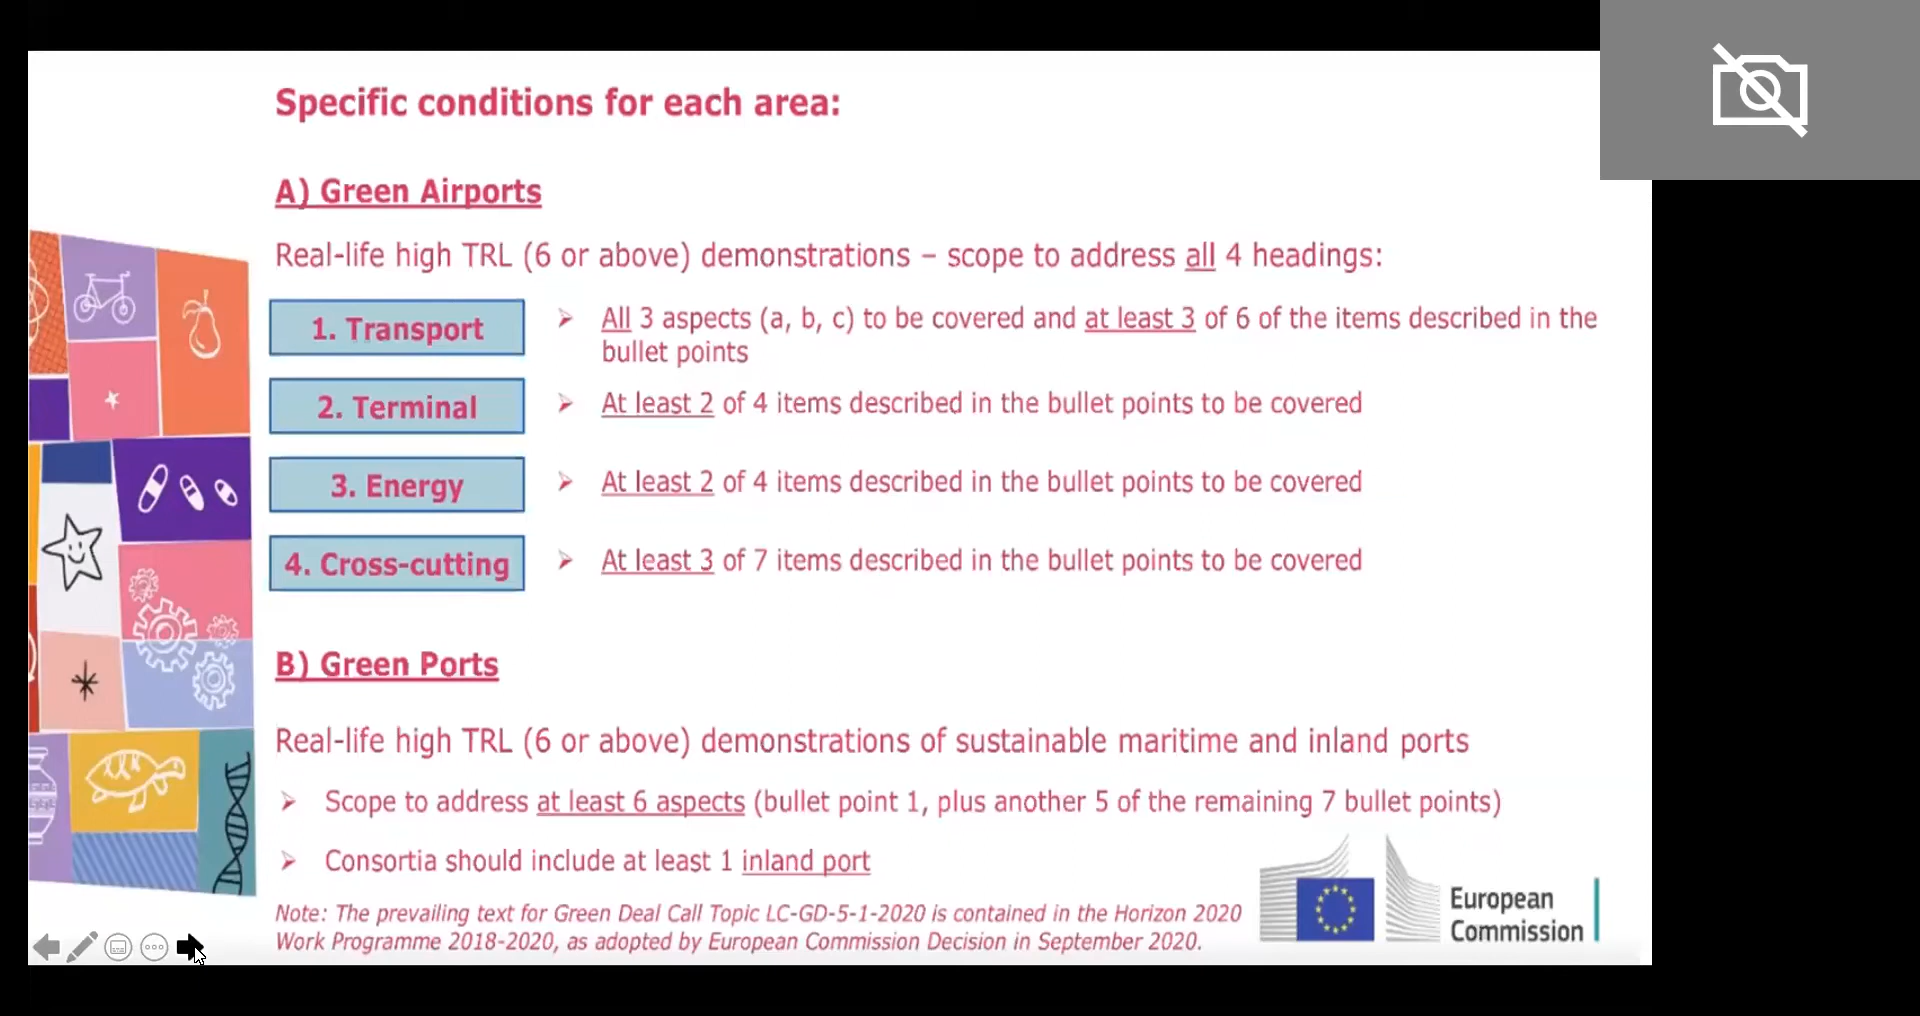 Specific conditions for each area:
A) Green Airports
Real-life high TRL (6 or above) demonstrations – scope to address all 4 headings:
1. Transport
All 3 aspects (a, b, c) to be covered and at least 3 of 6 of the items described in the
bullet points
2. Terminal
At least 2 of 4 items described in the bullet points to be covered
3. Energy
At least 2 of 4 items described in the bullet points to be covered
4. Cross-cutting
At least 3 of 7 items described in the bullet points to be covered
B) Green Ports
Real-life high TRL (6 or above) demonstrations of sustainable maritime and inland ports
Scope to address at least 6 aspects (bullet point 1, plus another 5 of the remaining 7 bullet points)
Consortia should include at least 1 inland port
Note: The prevailing text for Green Deal Call Topic LC-GD-5-1-2020 is contained in the Horizon 2020
Work Programme 2018-2020, as adopted by European Commission Decision in September 2020.
European
Commission